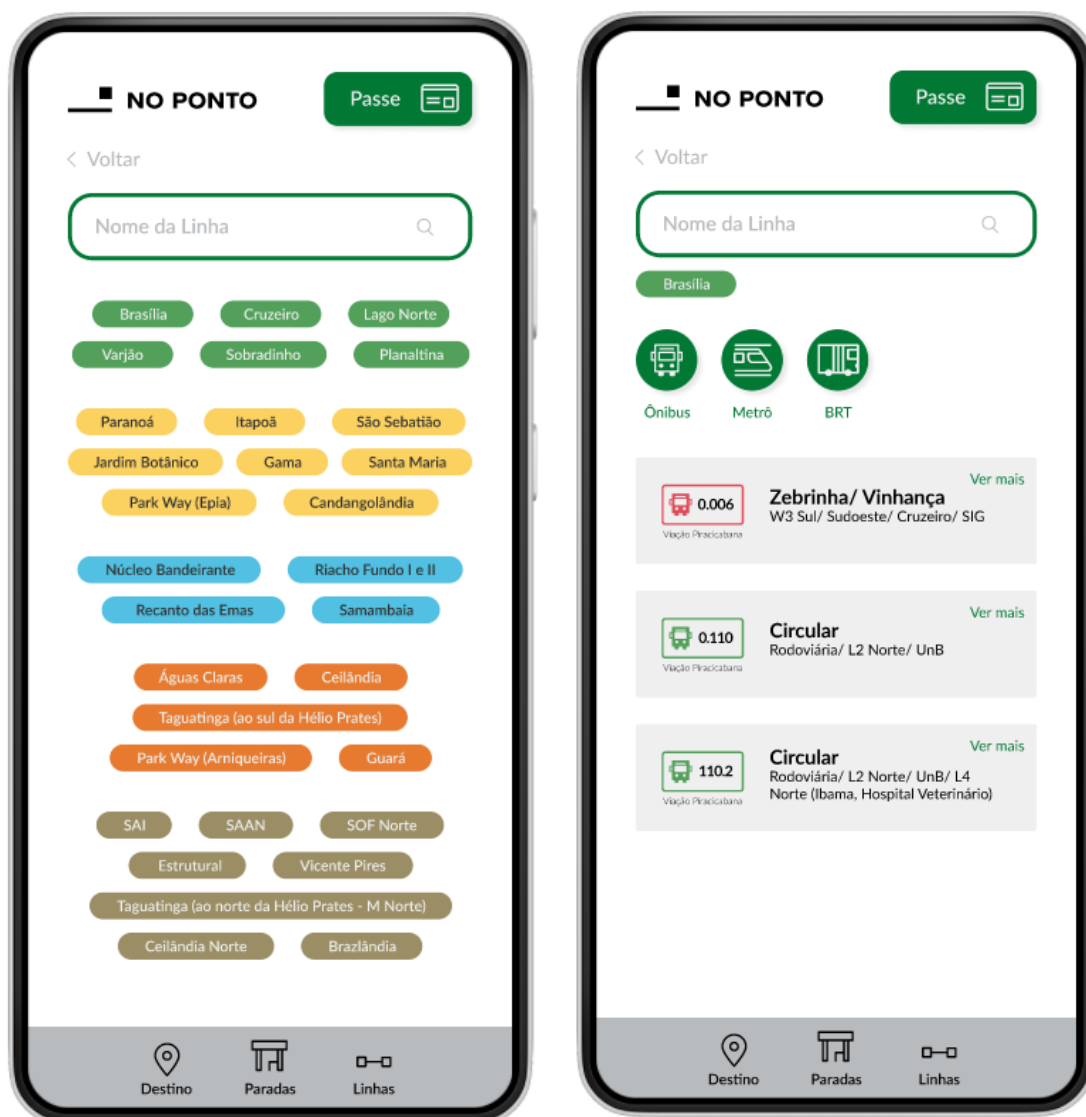 NO PONTO
Passe
Voltar
Nome da Linha
Brasília Cruzeiro Lago Norte
Varjão Sobradinho Planaltina
Paranoá Itapoã São Sebatião
Jardim Botânico Gama Santa Maria
Park Way (Epia) Candangolândia
Núcleo Bandeirante Riacho Fundo I e II
Recanto das Emas Samambaia
Águas Claras Ceilândia
Taguatinga (ao sul da Hélio Prates)
Park Way (Arniqueiras) Guará
SAI SAAN SOF Norte
Estrutural Vicente Pires
Taguatinga (ao norte da Hélio Prates - M Norte)
Ceilândia Norte Brazlândia
Destino Paradas Linhas
NO PONTO
Passe
Voltar
Nome da Linha
Brasília
Ônibus Metrô BRT
Ver mais
0.006
Viação Piracicabana
Zebrinha/ Vinhança
W3 Sul/ Sudoeste/ Cruzeiro/ SIG
Ver mais
0.110
Viação Piracicabana
Circular
Rodoviária/ L2 Norte/ UnB
Ver mais
110.2
Viação Piracicabana
Circular
Rodoviária/ L2 Norte/ UnB/ L4
Norte (Ibama, Hospital Veterinário)
Destino Paradas Linhas